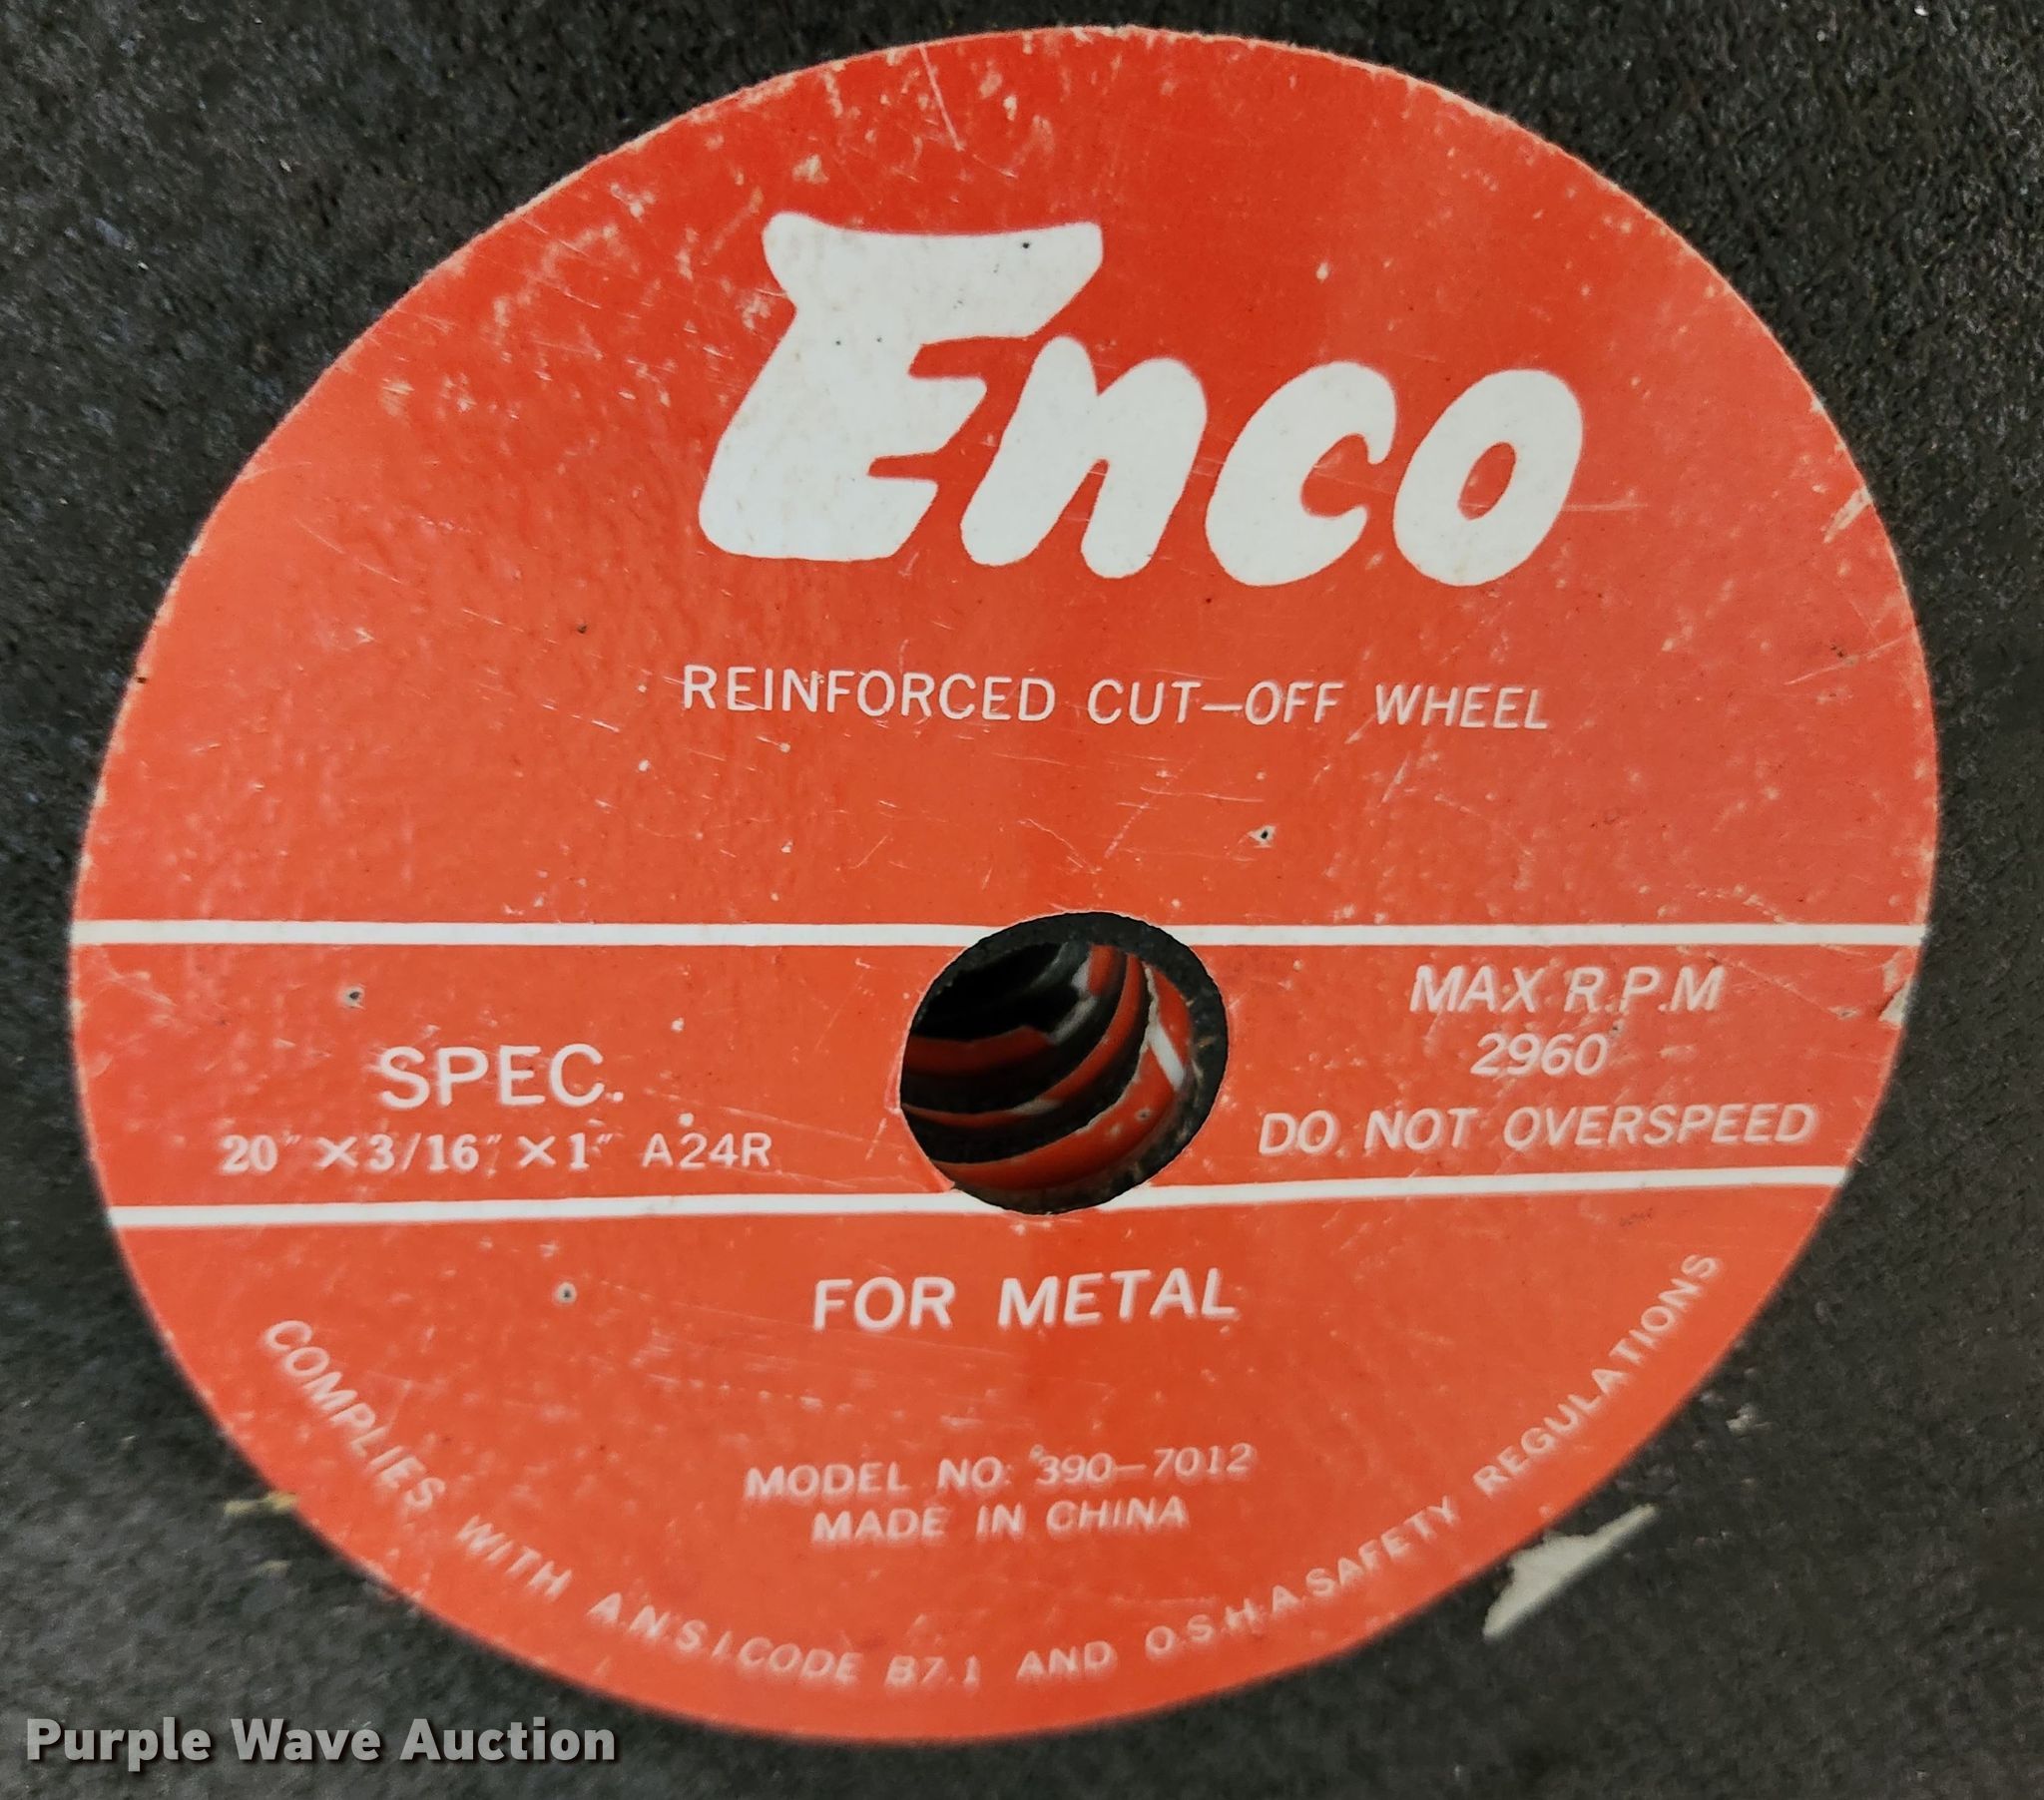 Enco
REINFORCED CUT-OFF WHEEL
SPEC.
20" × 3/16" × 1" A24R
MAX R.P.M
2960
DO NOT OVERSPEED
FOR METAL
MODEL NO. 390-7012
MADE IN CHINA
COMPLIES WITH A.N.S.I.CODE B7.1 AND O.S.H.A.SAFETY REGULATIONS
Purple Wave Auction